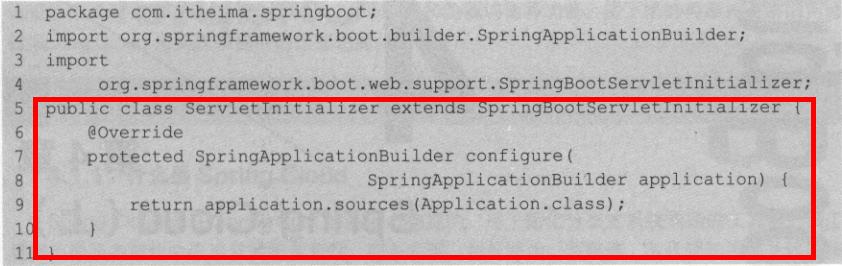 1 package com.itheima.springboot;
2 import org.springframework.boot.builder.SpringApplicationBuilder;
3 import
4 org.springframework.boot.web.support.SpringBootServletInitializer;
5 public class ServletInitializer extends SpringBootServletInitializer {
6 @Override
7 protected SpringApplicationBuilder configure(
8 SpringApplicationBuilder application) {
9 return application.sources(Application.class);
10 }
11 }